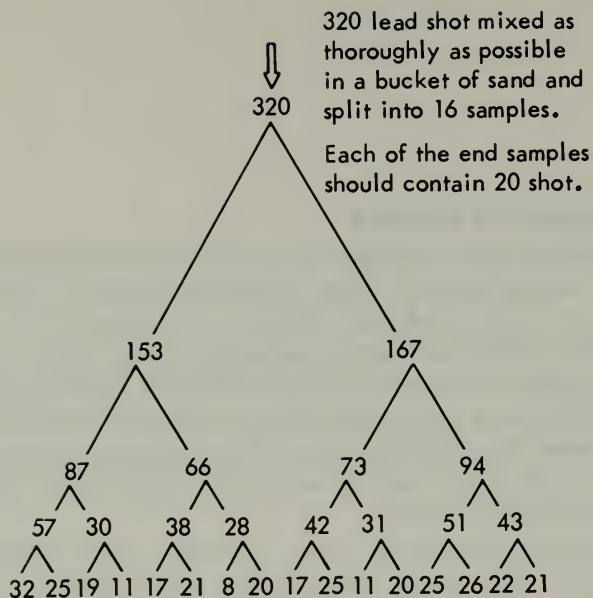 320 lead shot mixed as
thoroughly as possible
in a bucket of sand and
split into 16 samples.
Each of the end samples
should contain 20 shot.
320
153 167
87 66 73 94
57 30 38 28 42 31 51 43
32 25 19 11 17 21 8 20 17 25 11 20 25 26 22 21